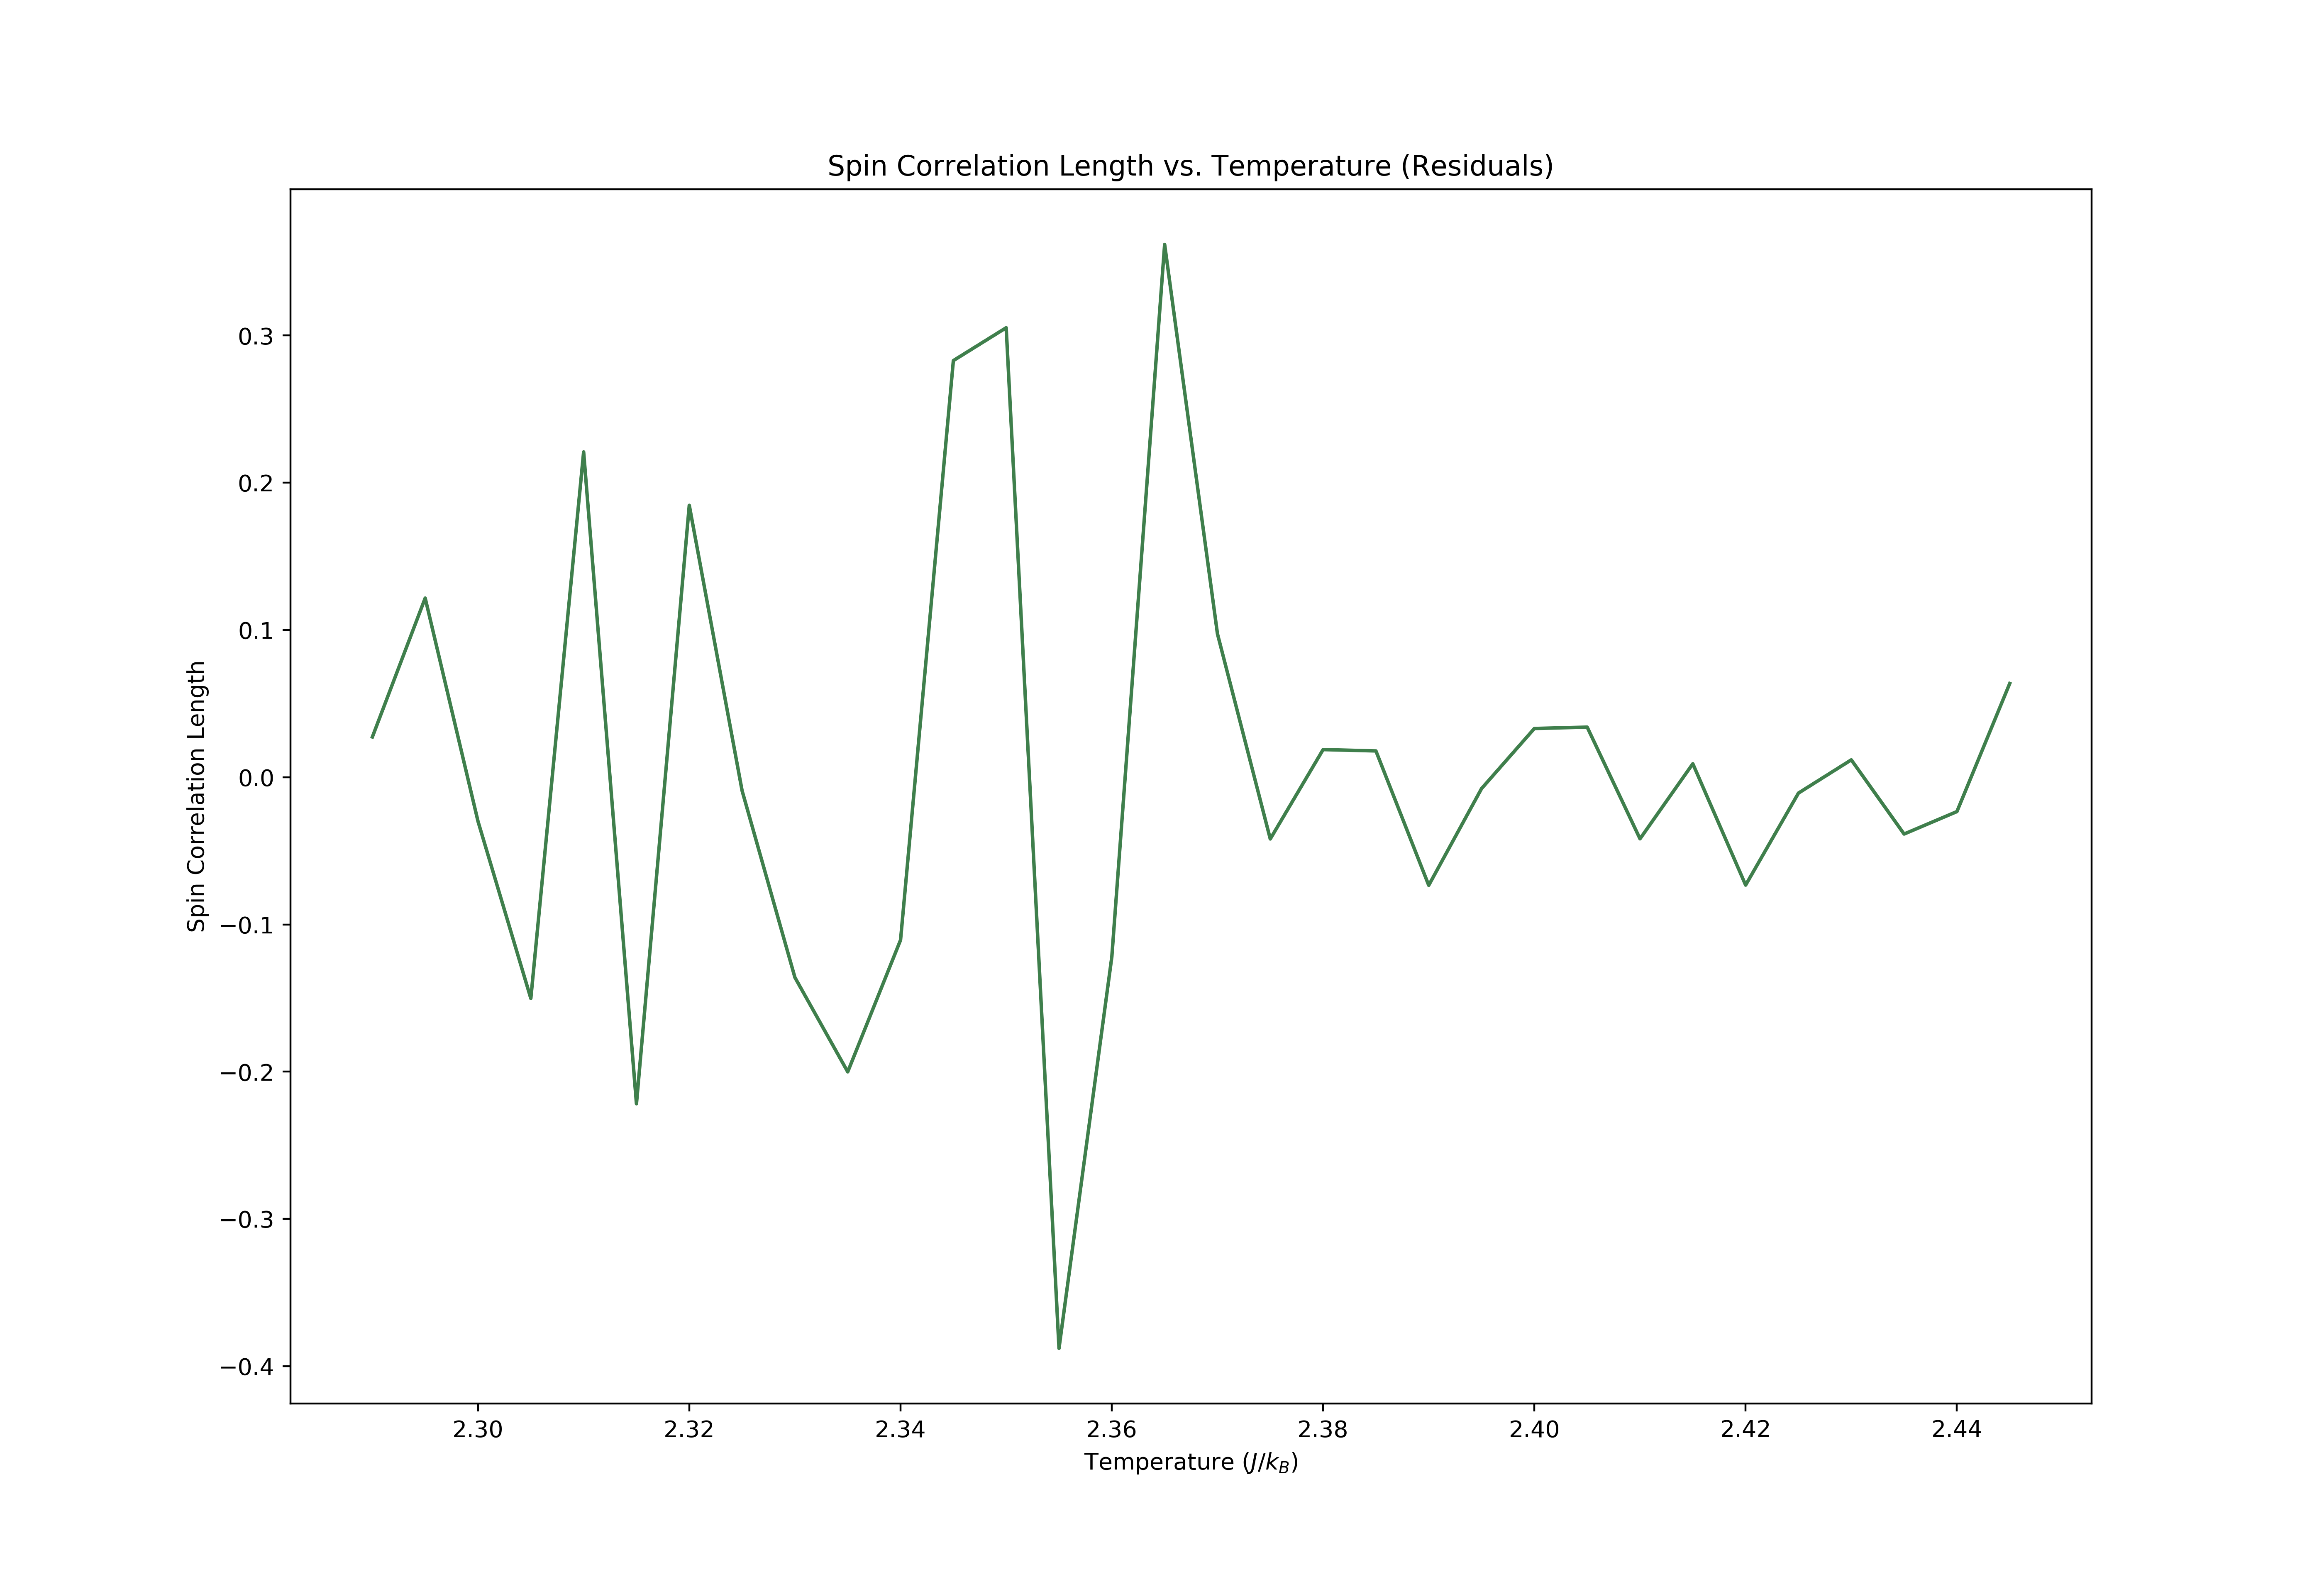 Spin Correlation Length vs. Temperature (Residuals)
Spin Correlation Length
0.3
0.2
0.1
0.0
−0.1
−0.2
−0.3
−0.4
2.30 2.32 2.34 2.36 2.38 2.40 2.42 2.44
Temperature (J/k_B)